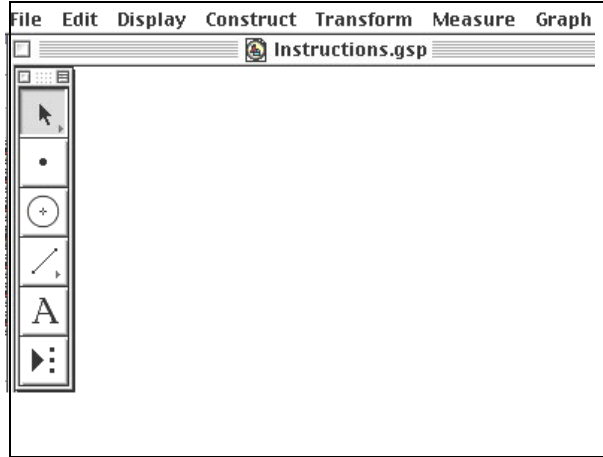 File Edit Display Construct Transform Measure Graph
Instructions.gsp
A